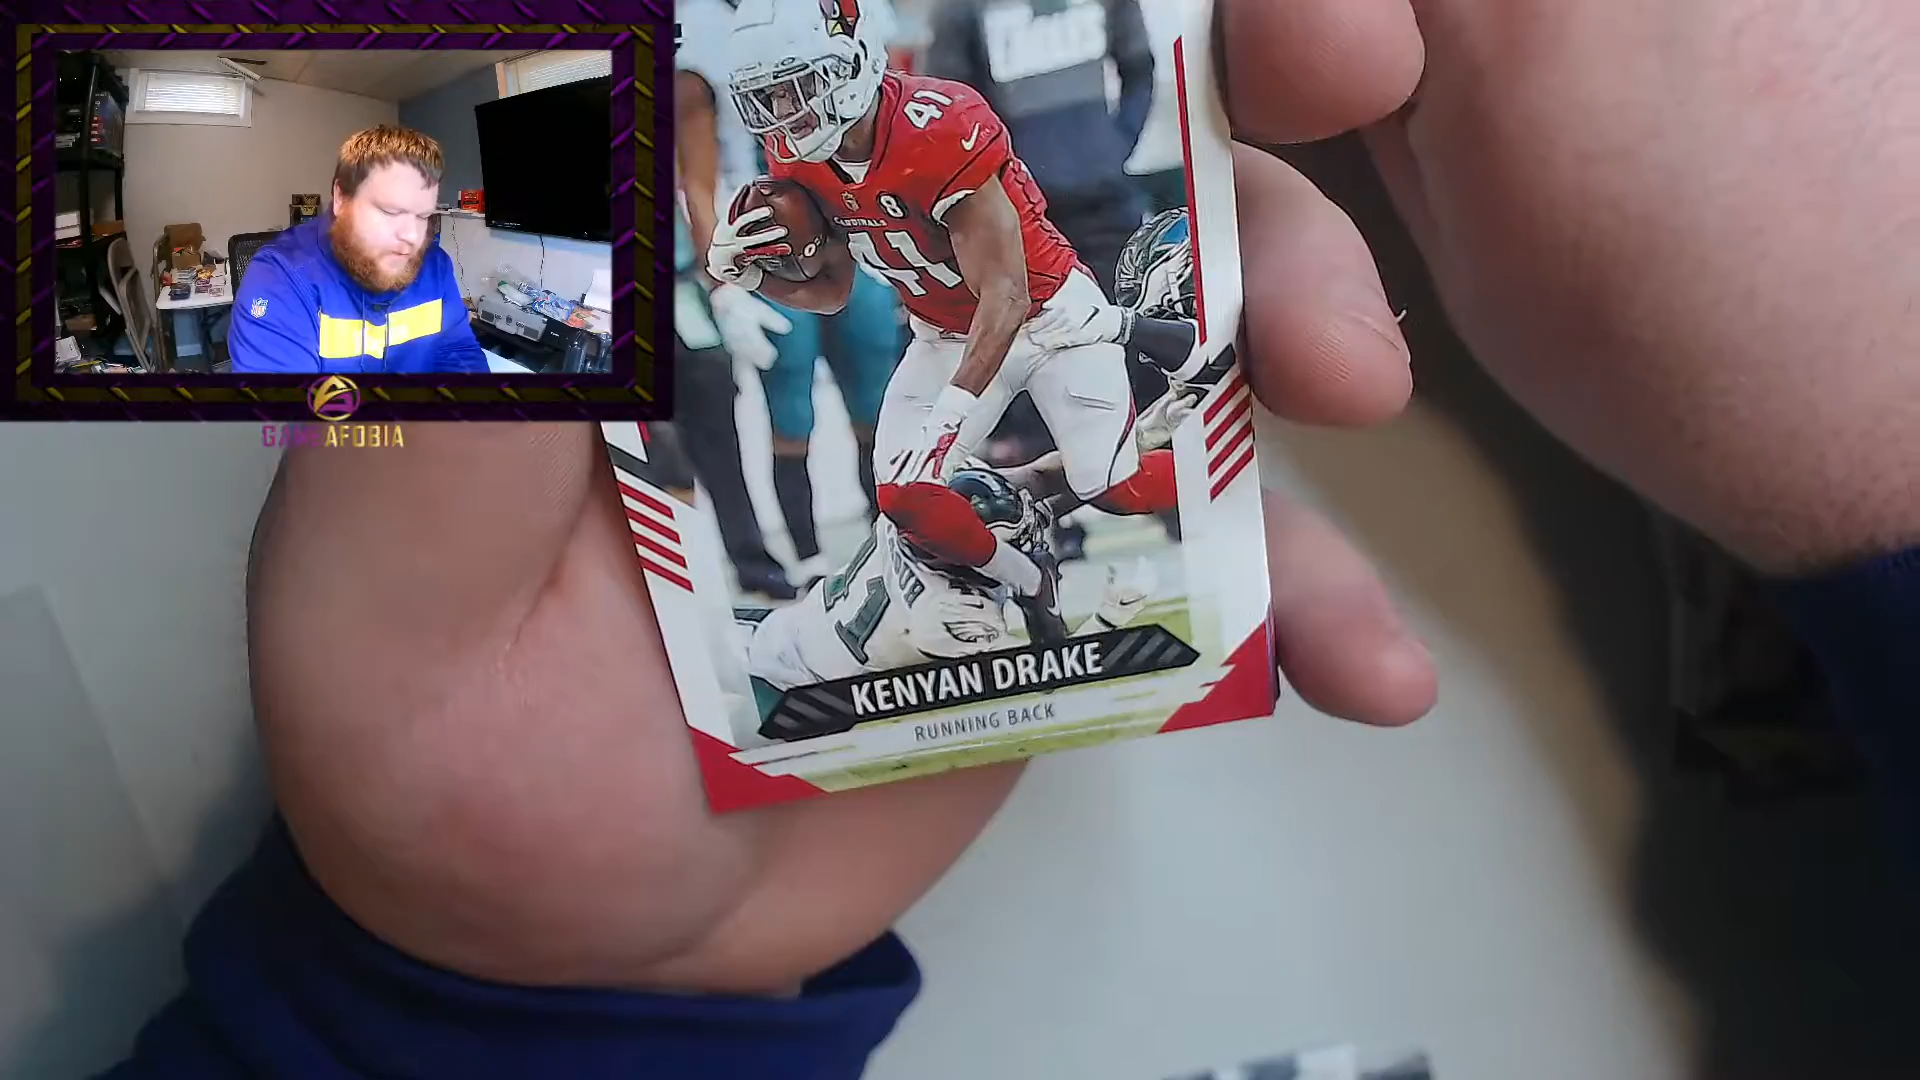 41
8
CARDINALS
41
GAMEAFOBIA
KENYAN DRAKE
RUNNING BACK